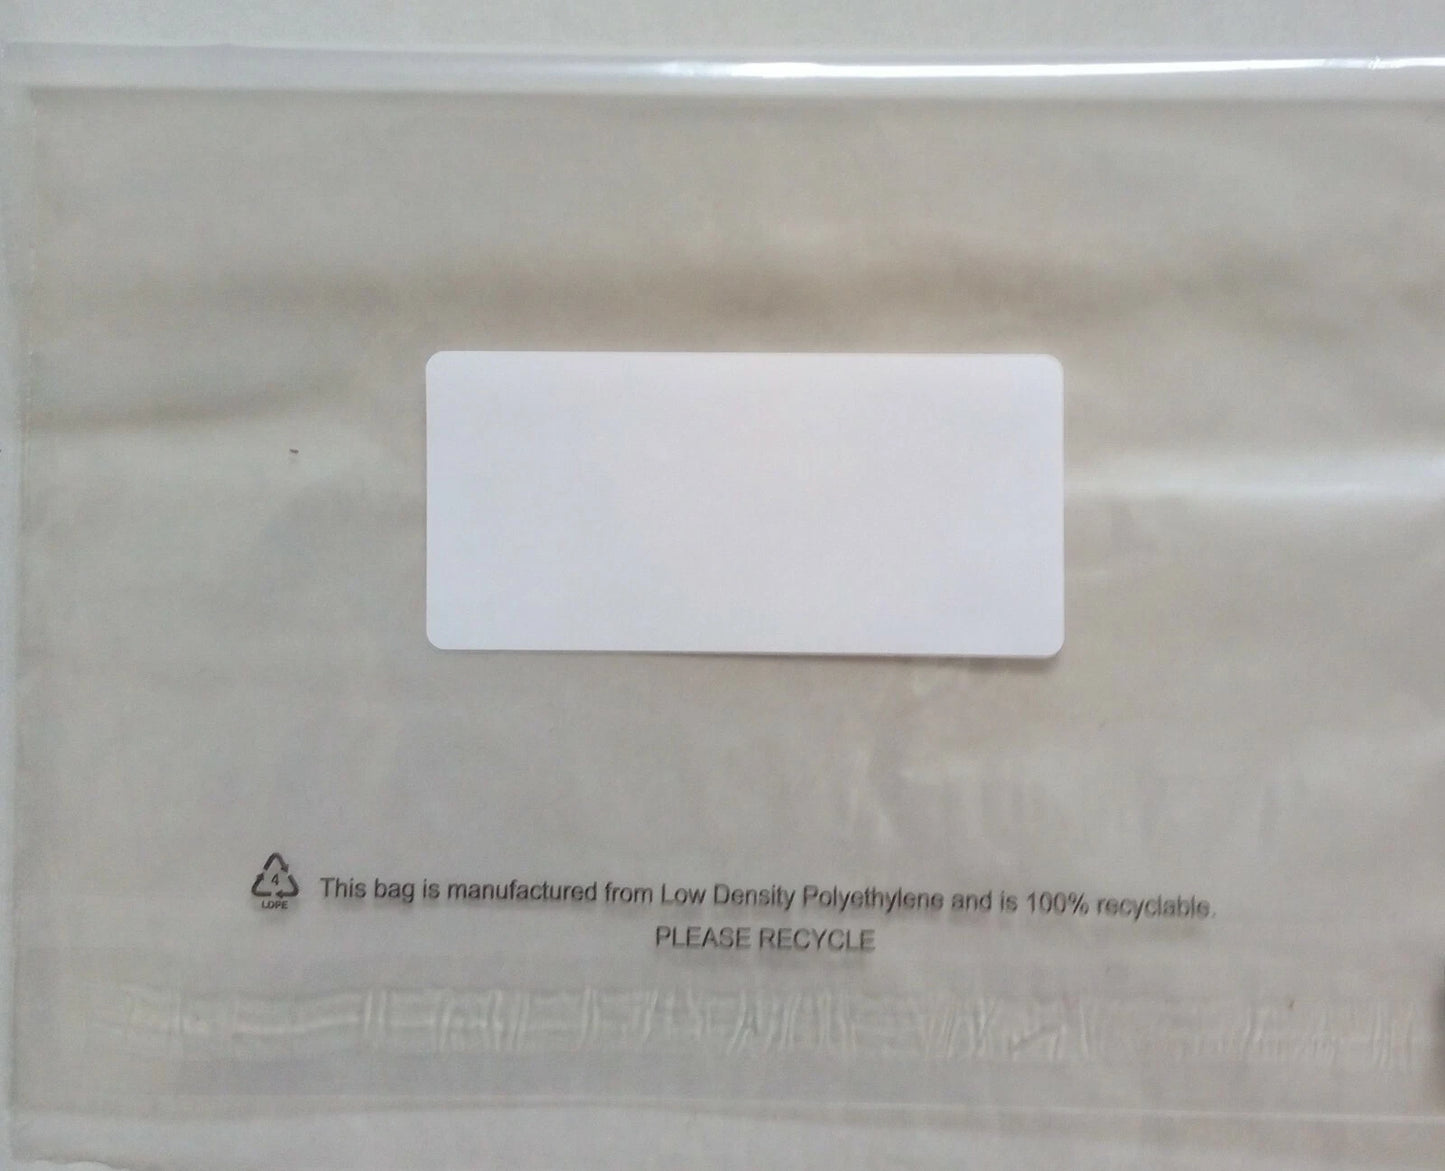 4
LDPE
This bag is manufactured from Low Density Polyethylene and is 100% recyclable.
PLEASE RECYCLE